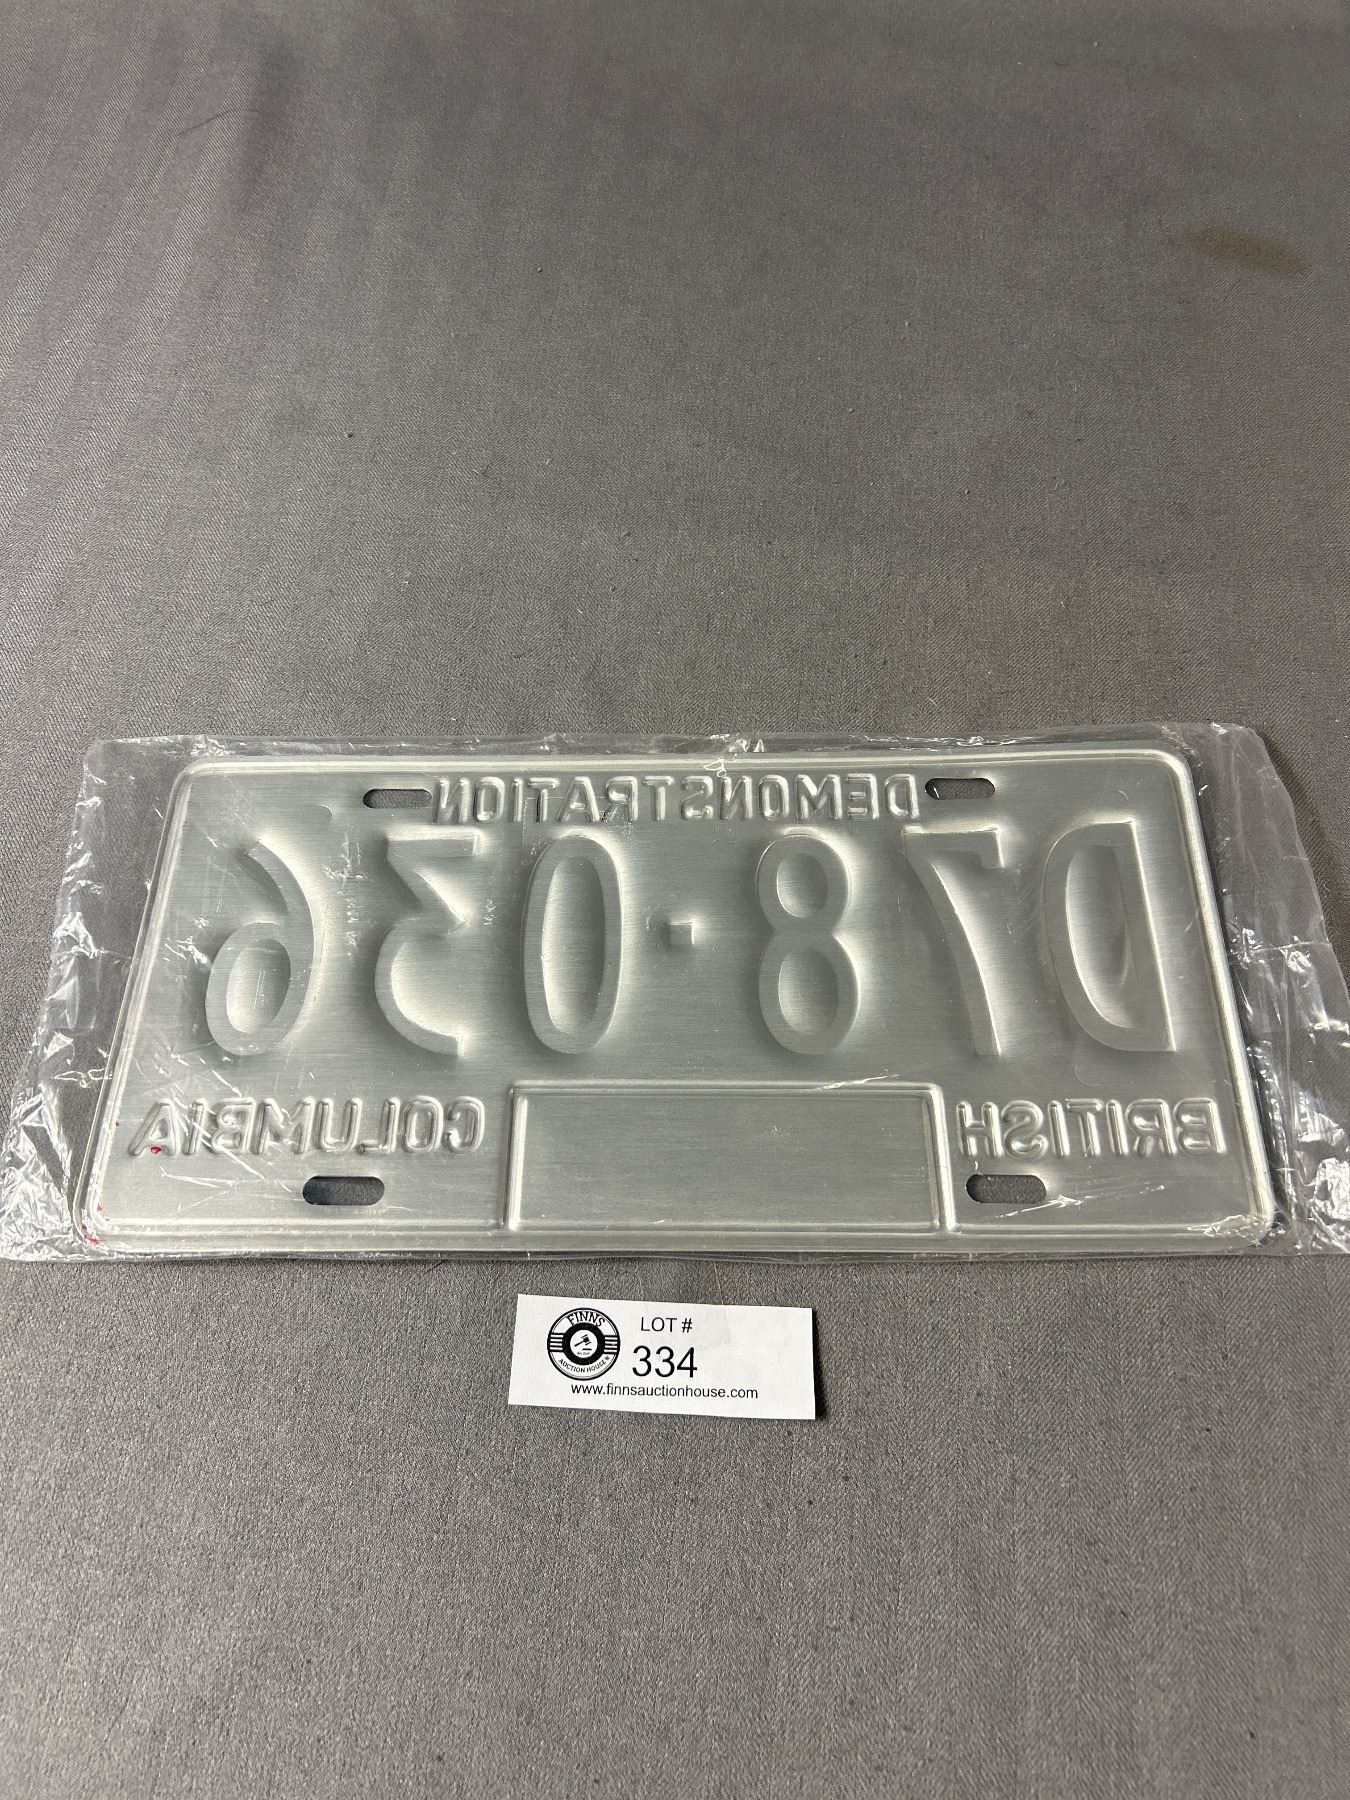 DEMONSTRATION
D78-036
BRITISH COLUMBIA
FINNS
AUCTION HOUSE
LOT #
334
www.finnsauctionhouse.com